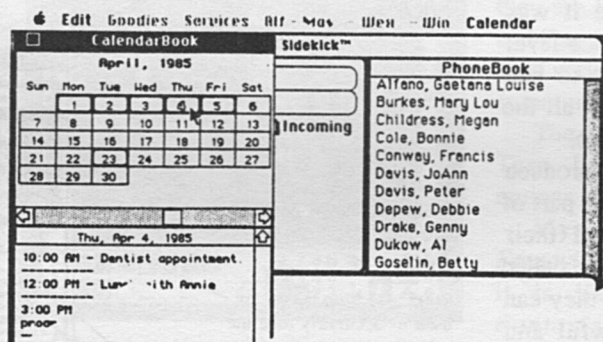 Edit Goodies Services Calendar
CalendarBook
April, 1985
Sun Mon Tue Wed Thu Fri Sat
1 2 3 4 5 6
7 8 9 10 11 12 13
14 15 16 17 18 19 20
21 22 23 24 25 26 27
28 29 30
Thu, Apr 4, 1985
10:00 AM Dentist appointment.
12:00 PM Annie
3:00 PM
Sidekick™
Incoming
PhoneBook
Alfano, Gaetana Louise
Burkes, Mary Lou
Childress, Megan
Cole, Bonnie
Conway, Francis
Davis, JoAnn
Davis, Peter
Depew, Debbie
Drake, Genny
Dukow, Al
Goselin, Betty